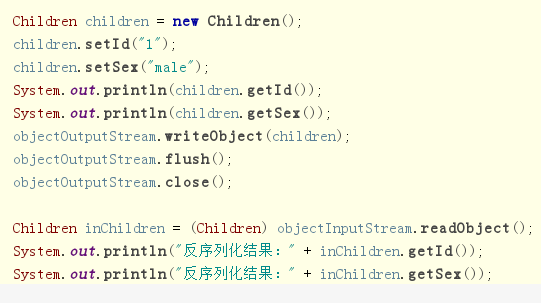 Children children = new Children();
children.setId("1");
children.setSex("male");
System.out.println(children.getId());
System.out.println(children.getSex());
objectOutputStream.writeObject(children);
objectOutputStream.flush();
objectOutputStream.close();
Children inChildren = (Children) objectInputStream.readObject();
System.out.println("反序列化结果：" + inChildren.getId());
System.out.println("反序列化结果：" + inChildren.getSex());